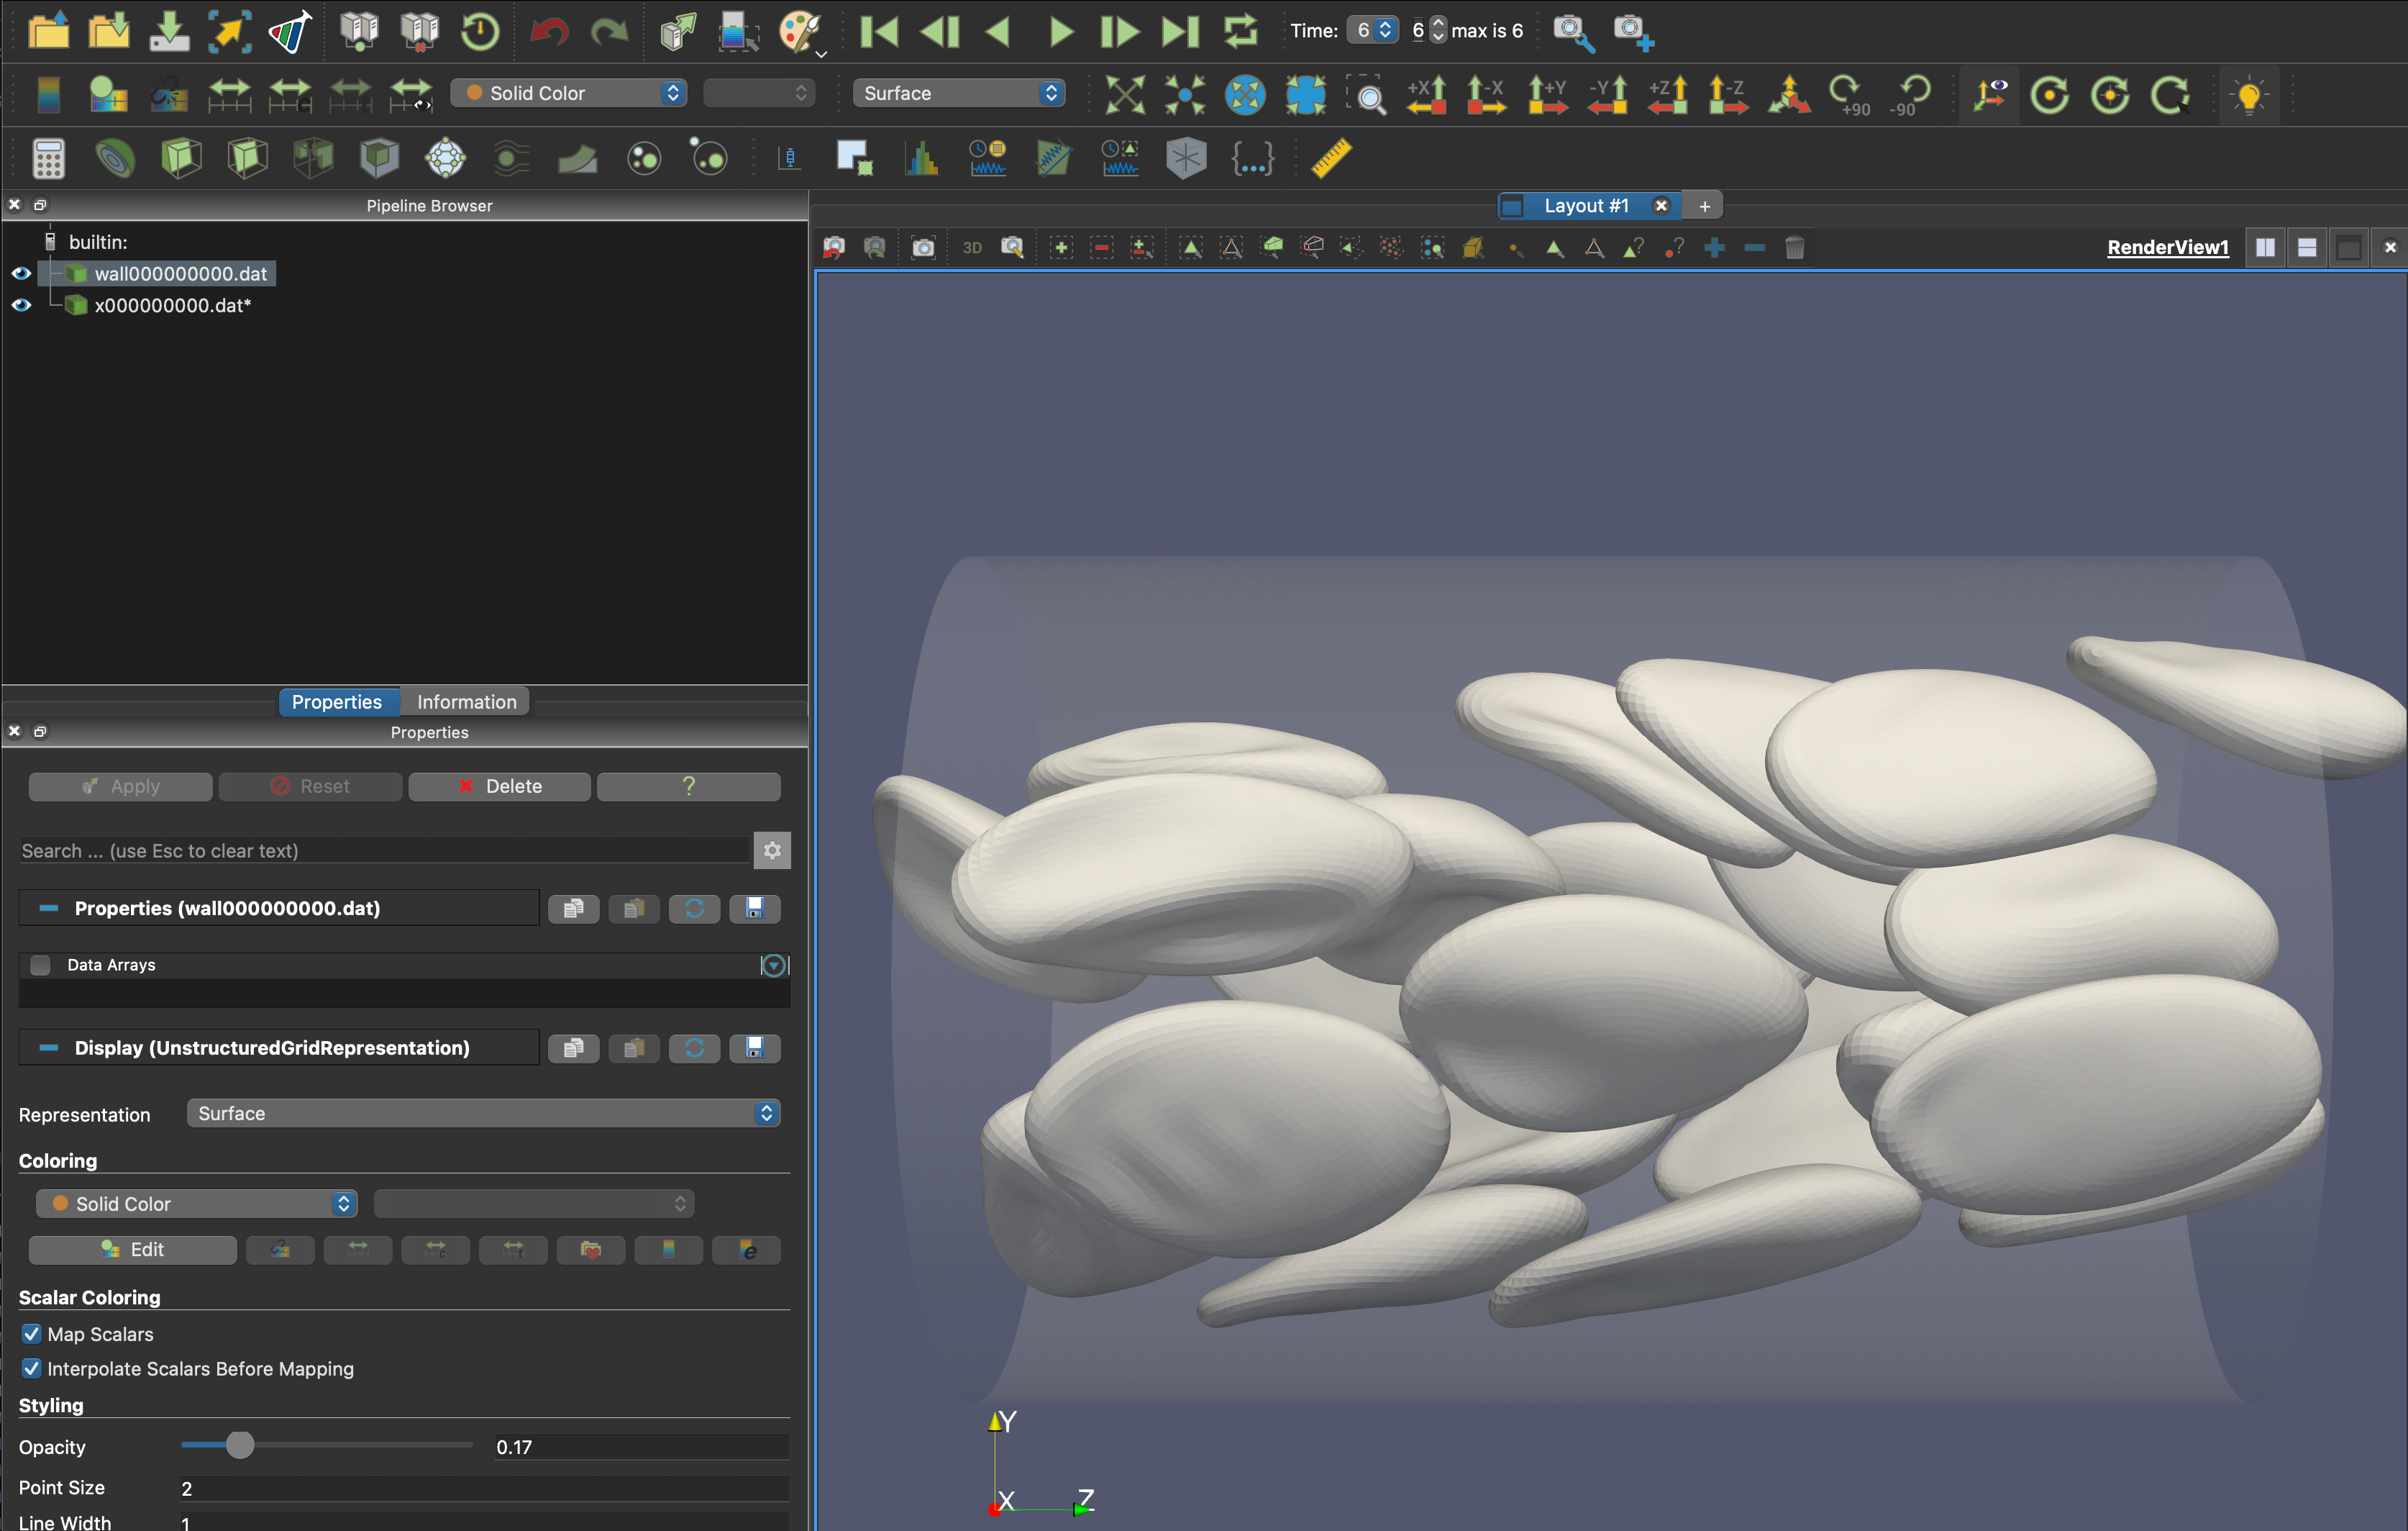 Time: 6 6 max is 6
Solid Color Surface +X -X +Y -Y +Z -Z +90 -90
Pipeline Browser
Layout #1 +
builtin:
3D
RenderView1
wall000000000.dat
x000000000.dat*
Properties Information
Properties
Apply Reset Delete ?
Search ... (use Esc to clear text)
Properties (wall000000000.dat)
Data Arrays
Display (UnstructuredGridRepresentation)
Representation Surface
Coloring
Solid Color
Edit
Scalar Coloring
Map Scalars
Interpolate Scalars Before Mapping
Styling
Opacity 0.17
Point Size 2
Line Width 1
Y
X Z